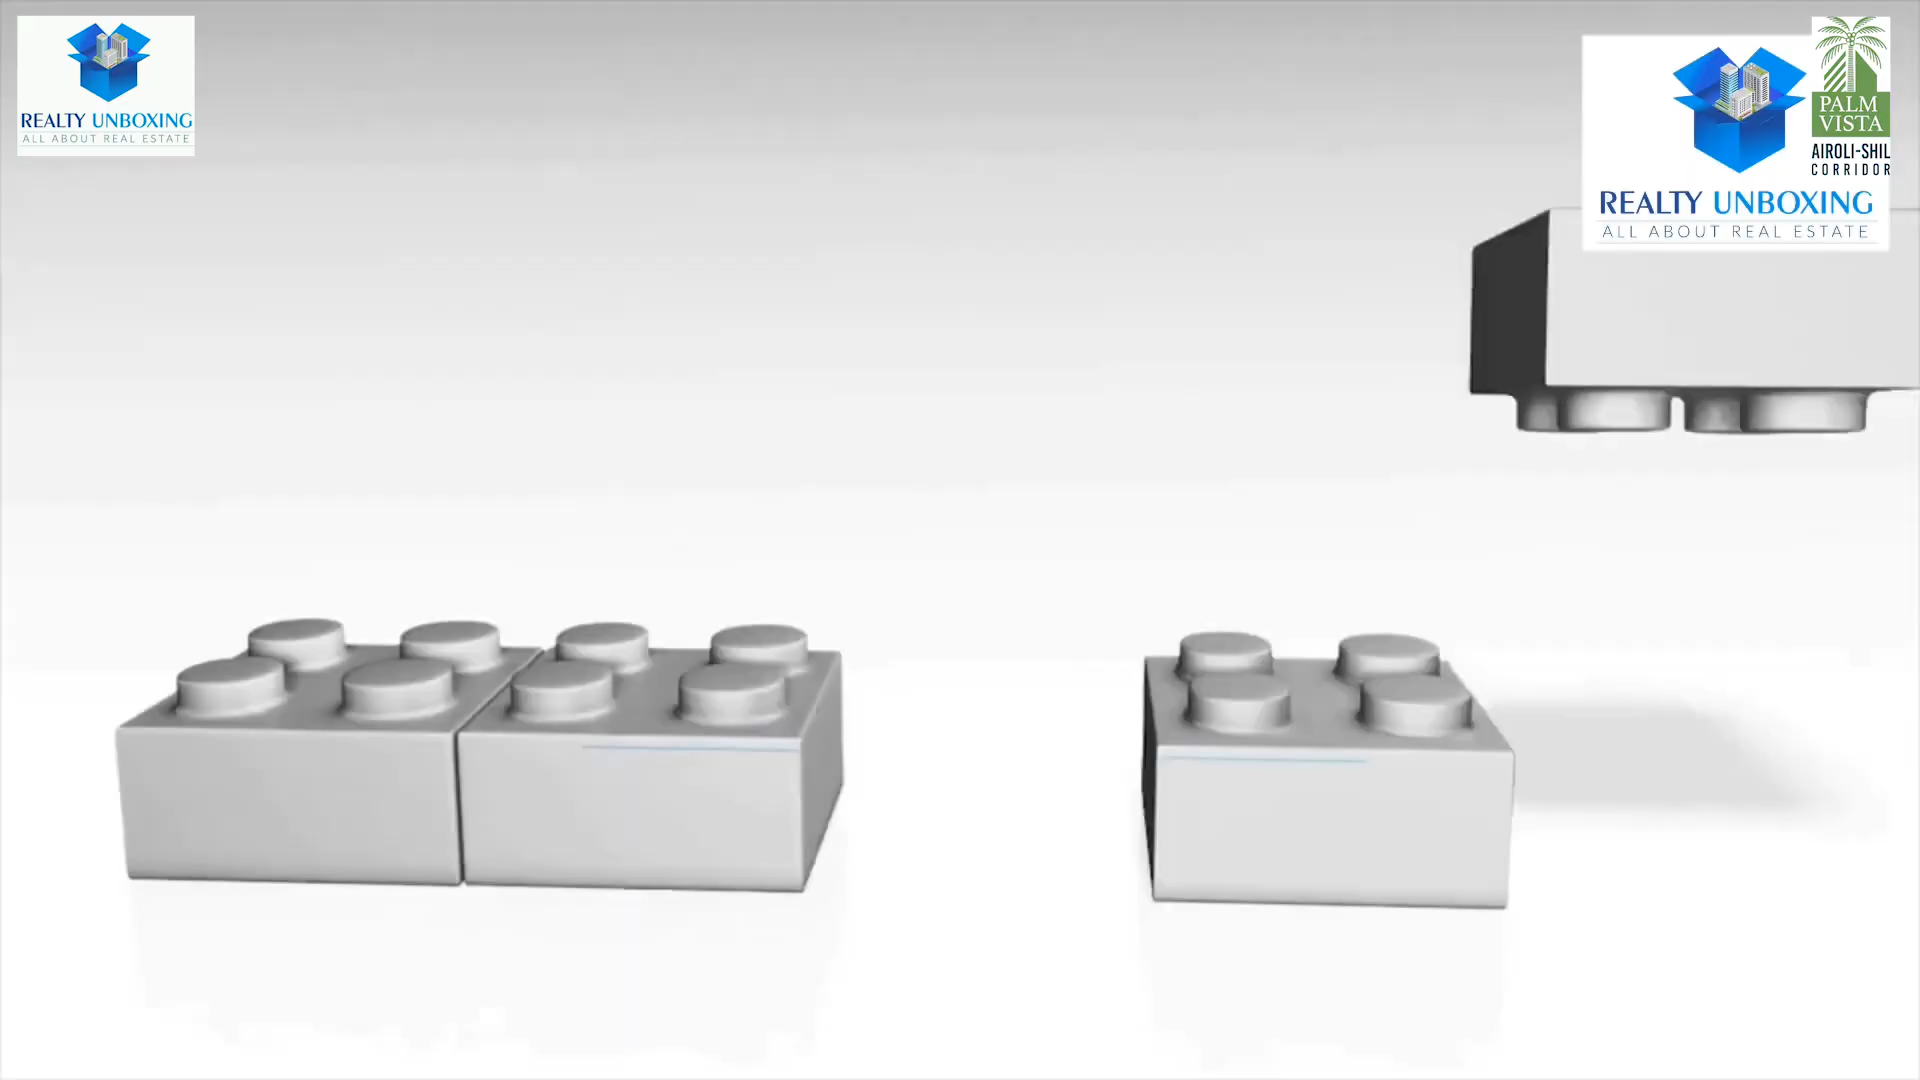 REALTY UNBOXING
ALL ABOUT REAL ESTATE
PALM
VISTA
AIROLI-SHIL
CORRIDOR
REALTY UNBOXING
ALL ABOUT REAL ESTATE